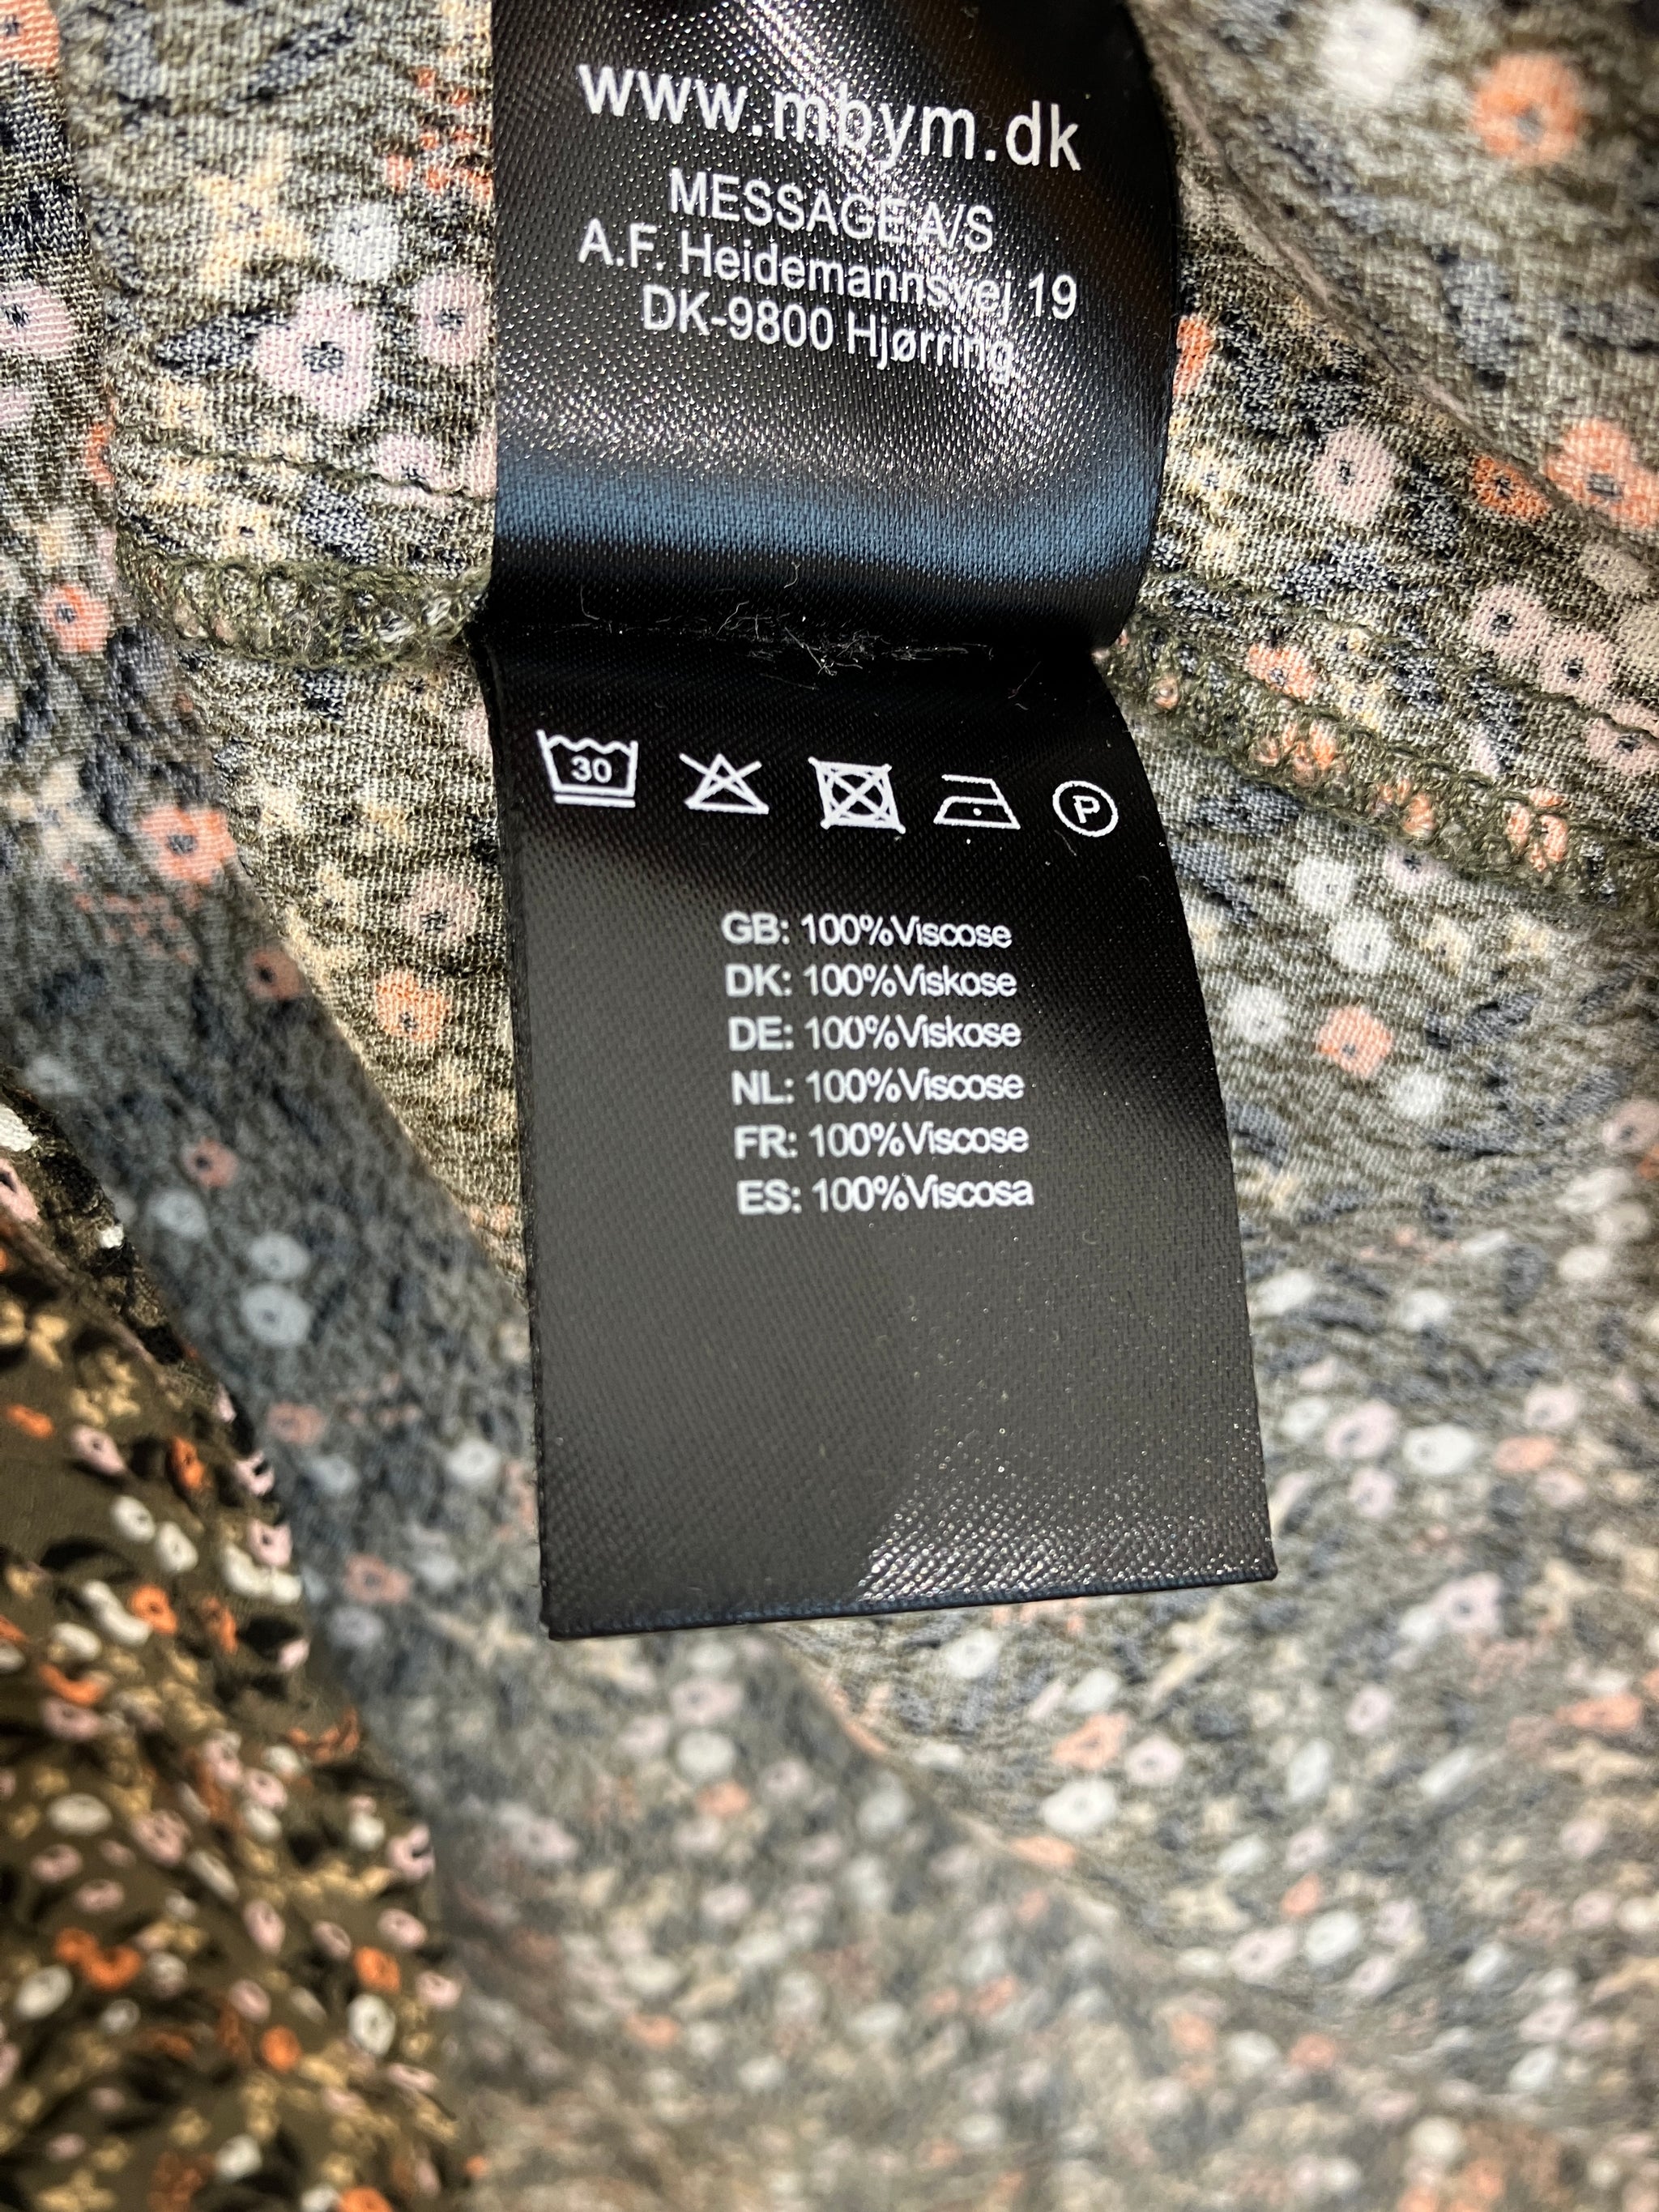 www.mbym.dk
MESSAGE A/S
A.F. Heidemannsvej 19
DK-9800 Hjørring
30
P
GB: 100%Viscose
DK: 100%Viskose
DE: 100%Viskose
NL: 100%Viscose
FR: 100%Viscose
ES: 100%Viscosa